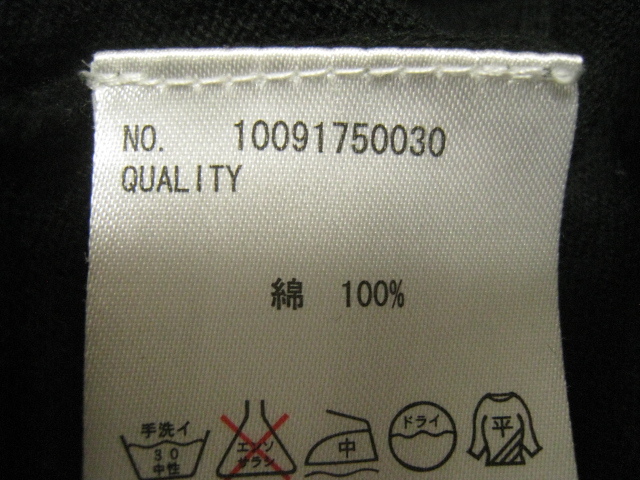 NO. 10091750030
QUALITY
綿 100%
手洗イ
30
中性
エンソ
サラシ
中
ドライ
平